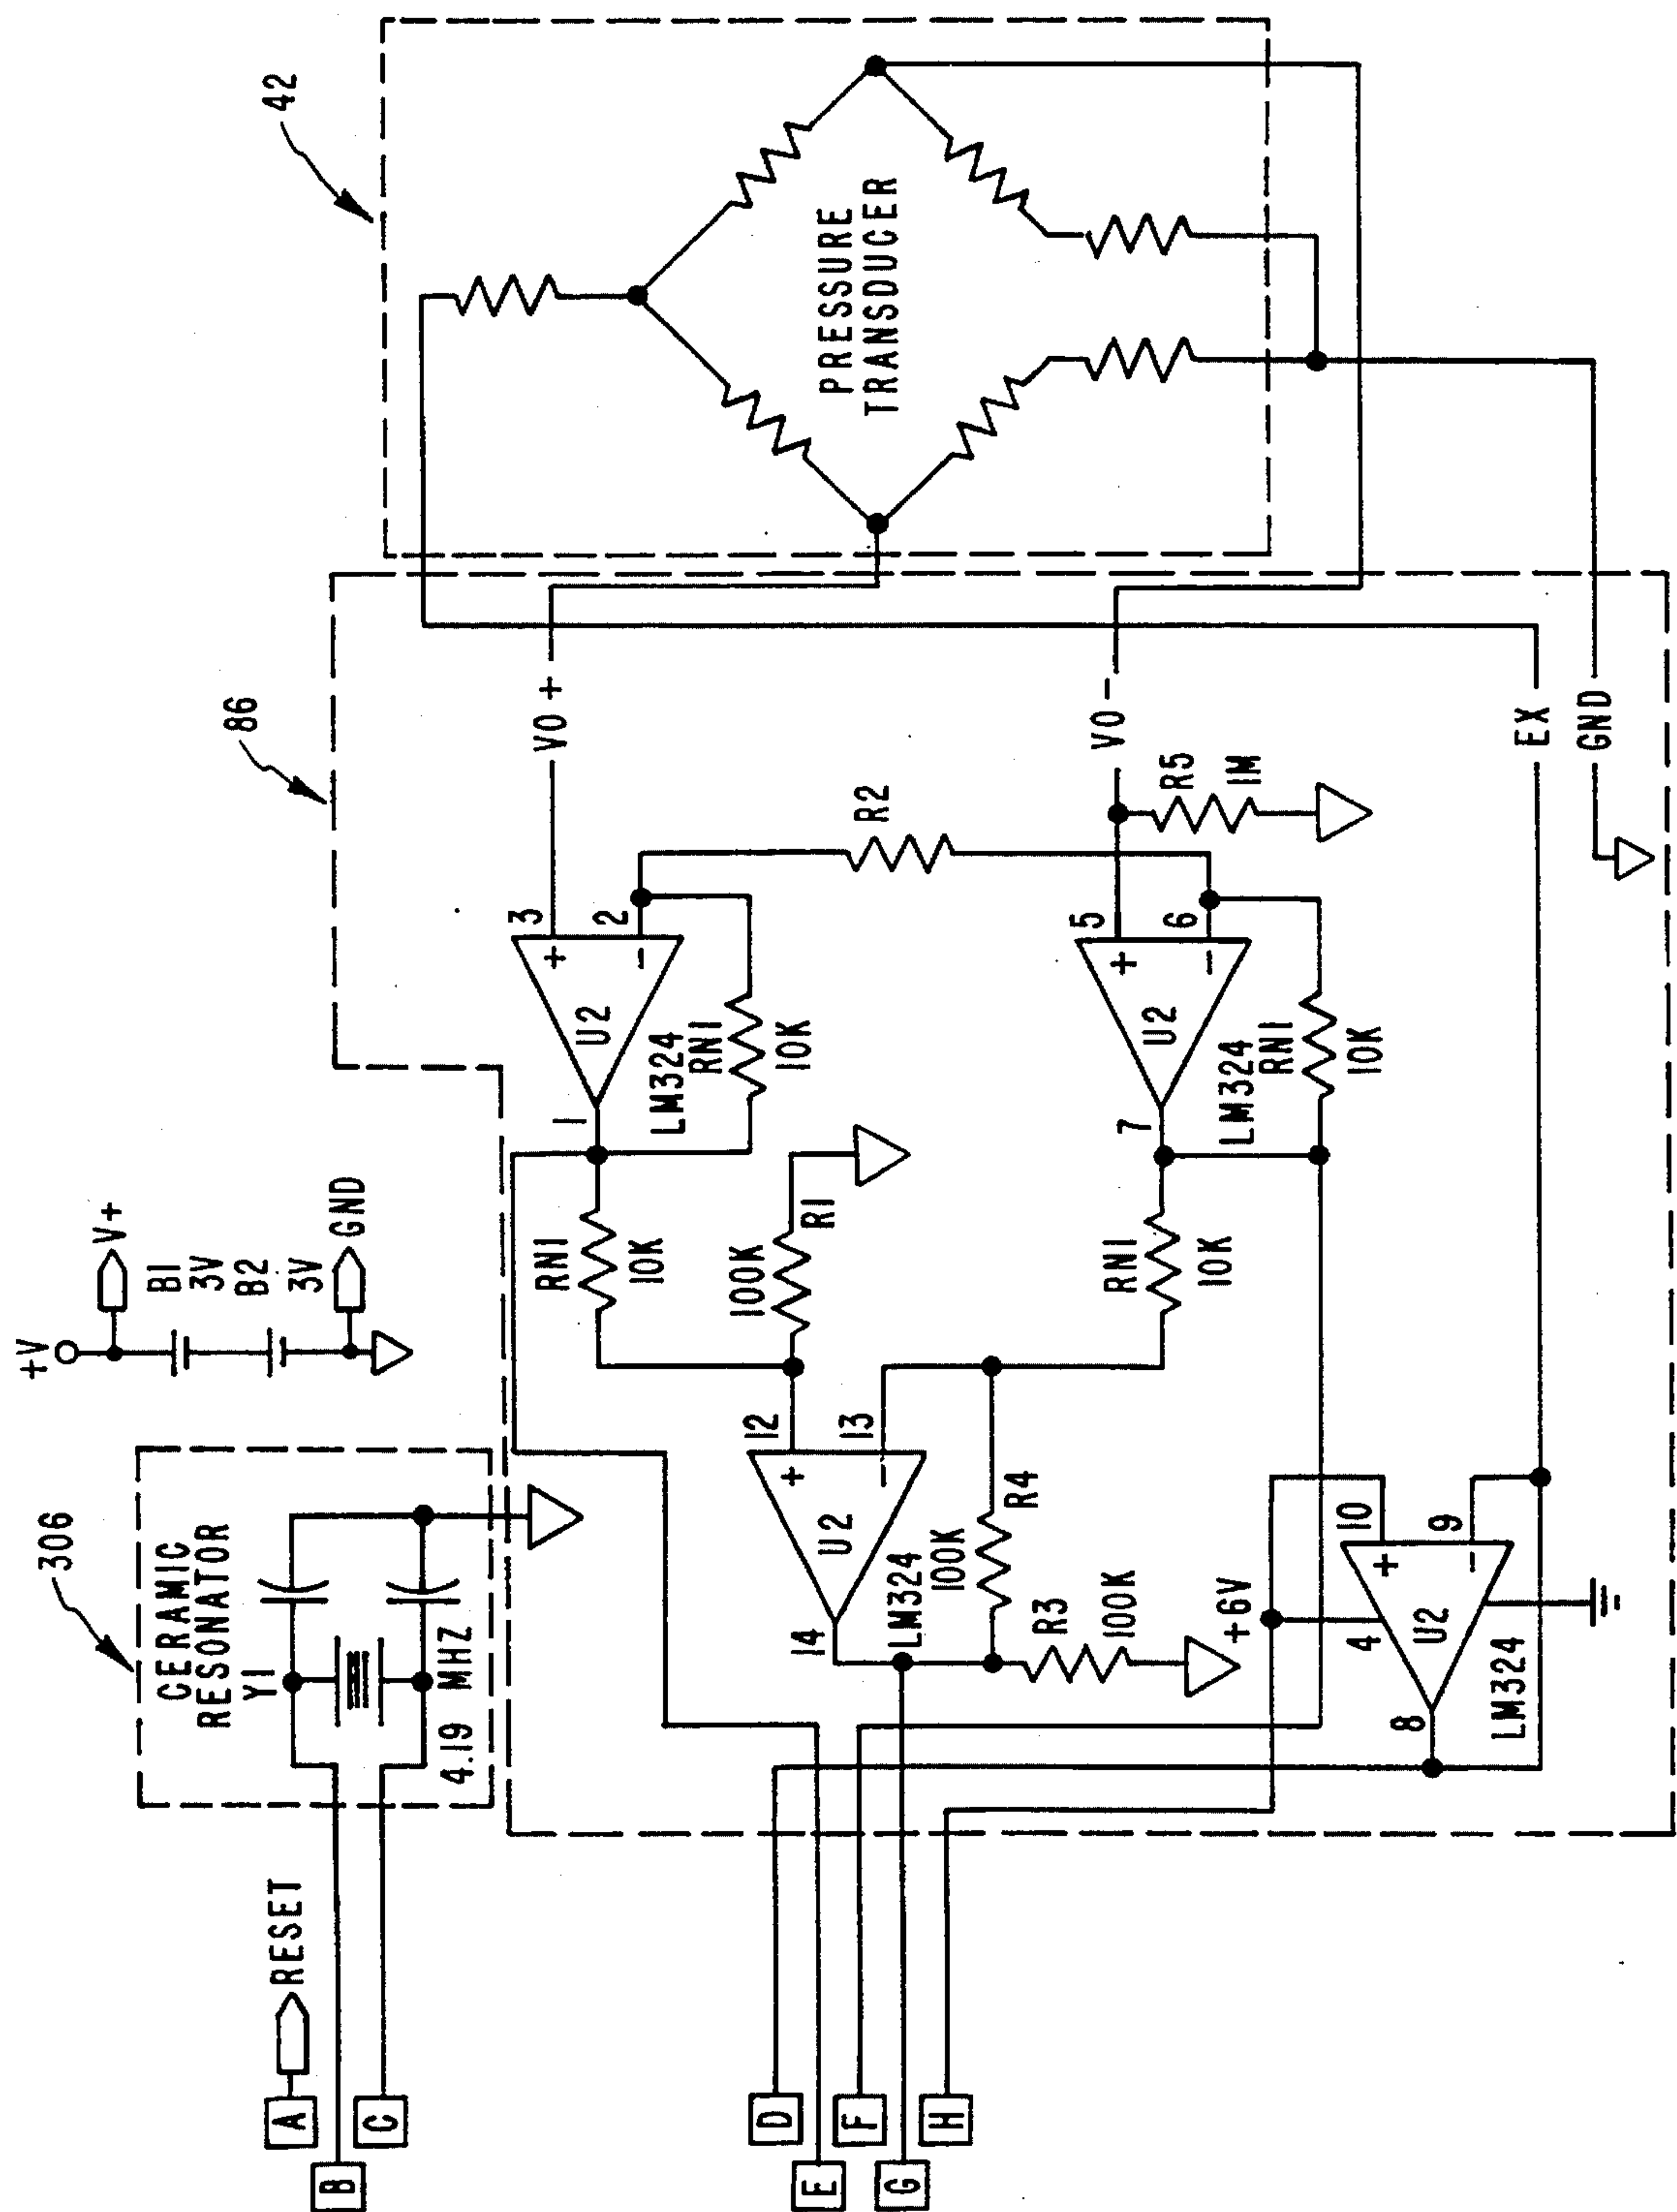 42
PRESSURE
TRANSDUCER
86
VO +
VO -
EX
GND
R2
R5
1M
3
2
+
-
U2
LM324
RN1
10K
1
5
6
+
-
U2
LM324
RN1
10K
7
RN1
10K
100K
R1
RN1
10K
12
13
+
-
U2
LM324
14
R4
100K
R3
100K
+6V
10
9
+
-
4
U2
LM324
8
+V
V+
B1
3V
B2
3V
GND
306
CERAMIC
RESONATOR
Y1
4.19 MHZ
RESET
A
B
C
D
E
F
G
H